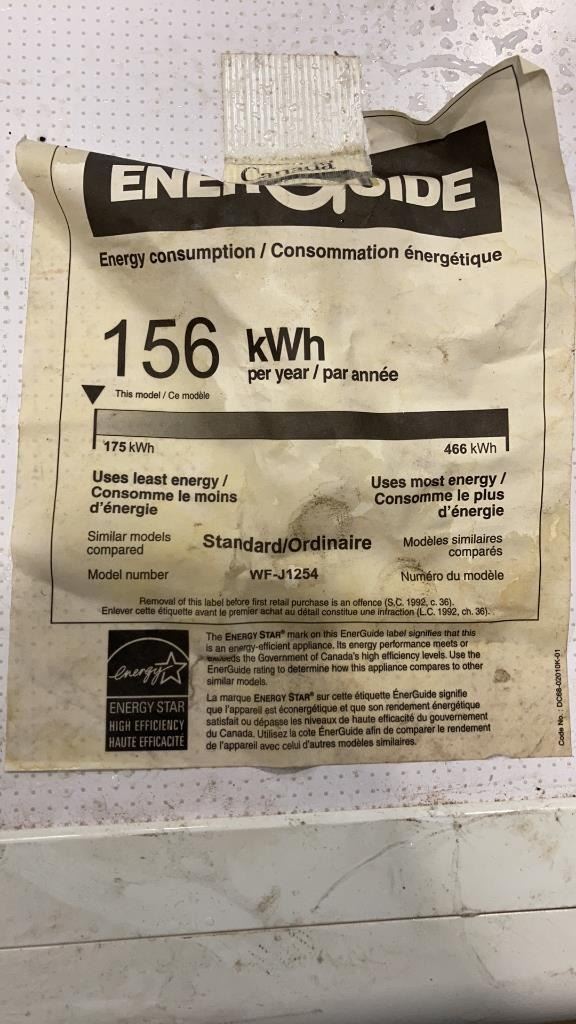 Canada
ENERGUIDE
Energy consumption / Consommation énergétique
156 kWh
per year / par année
This model / Ce modèle
175 kWh
466 kWh
Uses least energy /
Consomme le moins
d'énergie
Uses most energy /
Consomme le plus
d'énergie
Similar models
compared
Standard/Ordinaire
Modèles similaires
comparés
Model number
WF-J1254
Numéro du modèle
Removal of this label before first retail purchase is an offence (S.C. 1992, c. 36).
Enlever cette étiquette avant le premier achat au détail constitue une infraction (L.C. 1992, ch. 36).
energy
ENERGY STAR
HIGH EFFICIENCY
HAUTE EFFICACITÉ
The ENERGY STAR® mark on this EnerGuide label signifies that this
is an energy-efficient appliance. Its energy performance meets or
exceeds the Government of Canada's high efficiency levels. Use the
EnerGuide rating to determine how this appliance compares to other
similar models.
La marque ENERGY STAR® sur cette étiquette ÉnerGuide signifie
que l'appareil est éconergétique et que son rendement énergétique
satisfait ou dépasse les niveaux de haute efficacité du gouvernement
du Canada. Utilisez la cote ÉnerGuide afin de comparer le rendement
de l'appareil avec celui d'autres modèles similaires.
Code No. : DC68-02010K-01